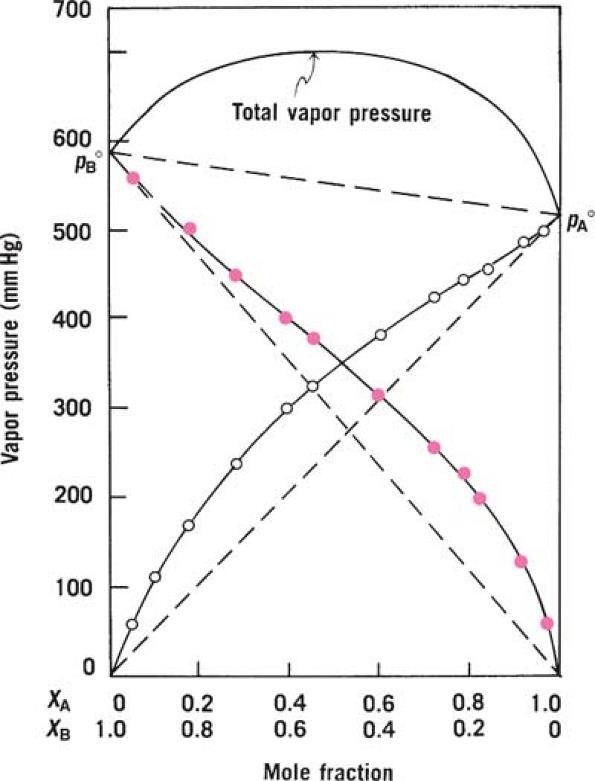 700
Total vapor pressure
600
pB°
500
pA°
400
300
200
100
0
Vapor pressure (mm Hg)
XA 0 0.2 0.4 0.6 0.8 1.0
XB 1.0 0.8 0.6 0.4 0.2 0
Mole fraction